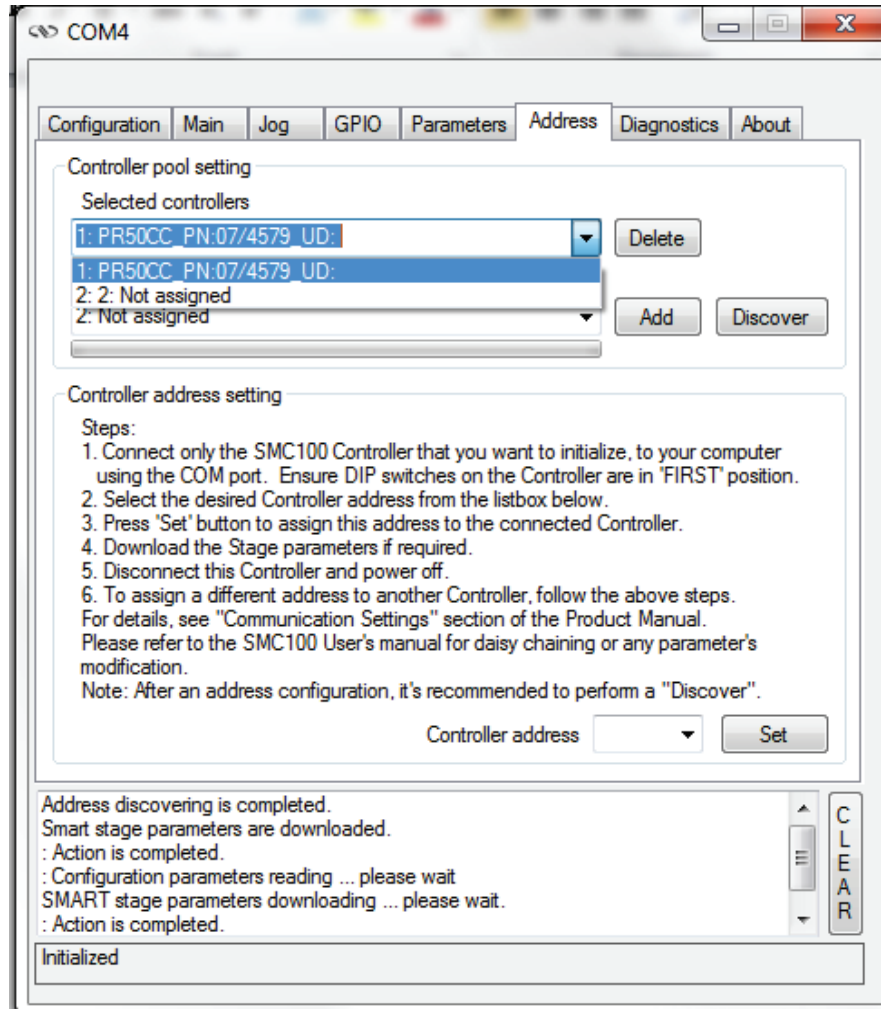 COM4
Configuration Main Jog GPIO Parameters Address Diagnostics About
Controller pool setting
Selected controllers
1: PR50CC_PN:07/4579_UD:
Delete
1: PR50CC_PN:07/4579_UD:
2: 2: Not assigned
2: Not assigned
Add Discover
Controller address setting
Steps:
1. Connect only the SMC100 Controller that you want to initialize, to your computer
using the COM port. Ensure DIP switches on the Controller are in 'FIRST' position.
2. Select the desired Controller address from the listbox below.
3. Press 'Set' button to assign this address to the connected Controller.
4. Download the Stage parameters if required.
5. Disconnect this Controller and power off.
6. To assign a different address to another Controller, follow the above steps.
For details, see "Communication Settings" section of the Product Manual.
Please refer to the SMC100 User's manual for daisy chaining or any parameter's
modification.
Note: After an address configuration, it's recommended to perform a "Discover".
Controller address Set
Address discovering is completed.
Smart stage parameters are downloaded.
: Action is completed.
: Configuration parameters reading ... please wait
SMART stage parameters downloading ... please wait.
: Action is completed.
CLEAR
Initialized